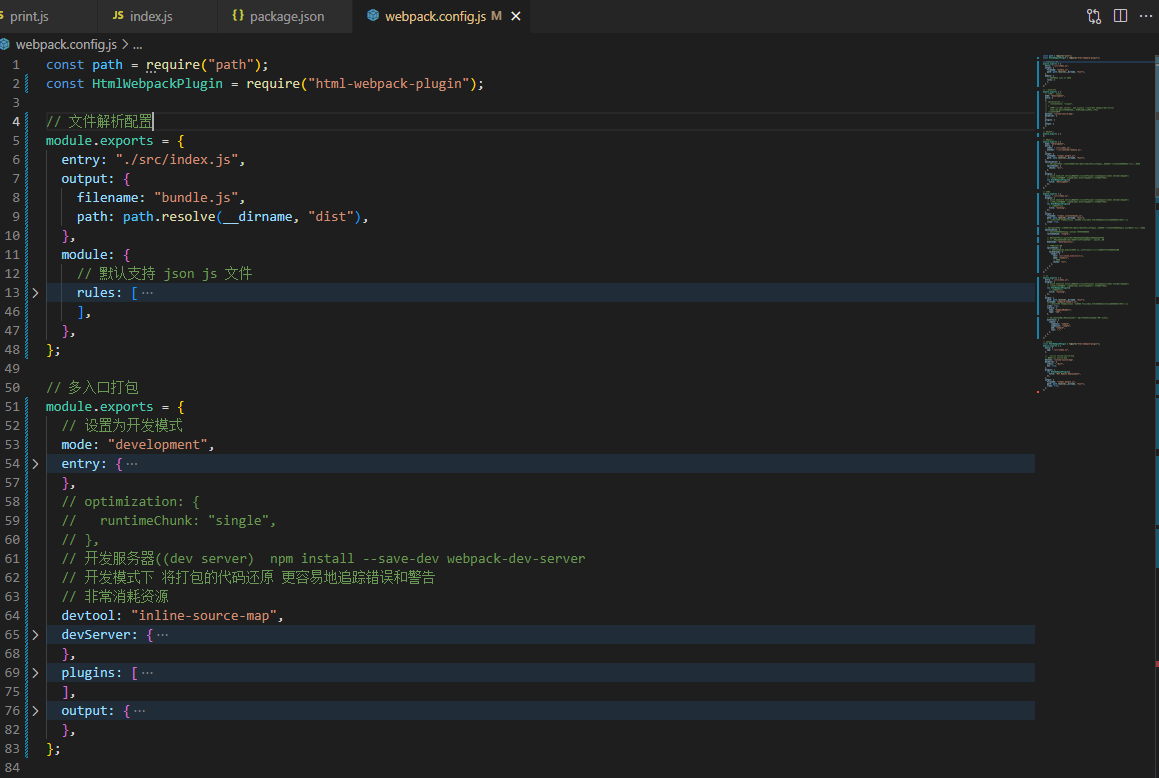 print.js
JS index.js
{} package.json
webpack.config.js M
webpack.config.js > ...
1 const path = require("path");
2 const HtmlWebpackPlugin = require("html-webpack-plugin");
3
4 // 文件解析配置
5 module.exports = {
6 entry: "./src/index.js",
7 output: {
8 filename: "bundle.js",
9 path: path.resolve(__dirname, "dist"),
10 },
11 module: {
12 // 默认支持 json js 文件
13 rules: [ ···
46 ],
47 },
48 };
49
50 // 多入口打包
51 module.exports = {
52 // 设置为开发模式
53 mode: "development",
54 entry: { ···
57 },
58 // optimization: {
59 //   runtimeChunk: "single",
60 // },
61 // 开发服务器((dev server)  npm install --save-dev webpack-dev-server
62 // 开发模式下 将打包的代码还原 更容易地追踪错误和警告
63 // 非常消耗资源
64 devtool: "inline-source-map",
65 devServer: { ···
68 },
69 plugins: [ ···
75 ],
76 output: { ···
82 },
83 };
84